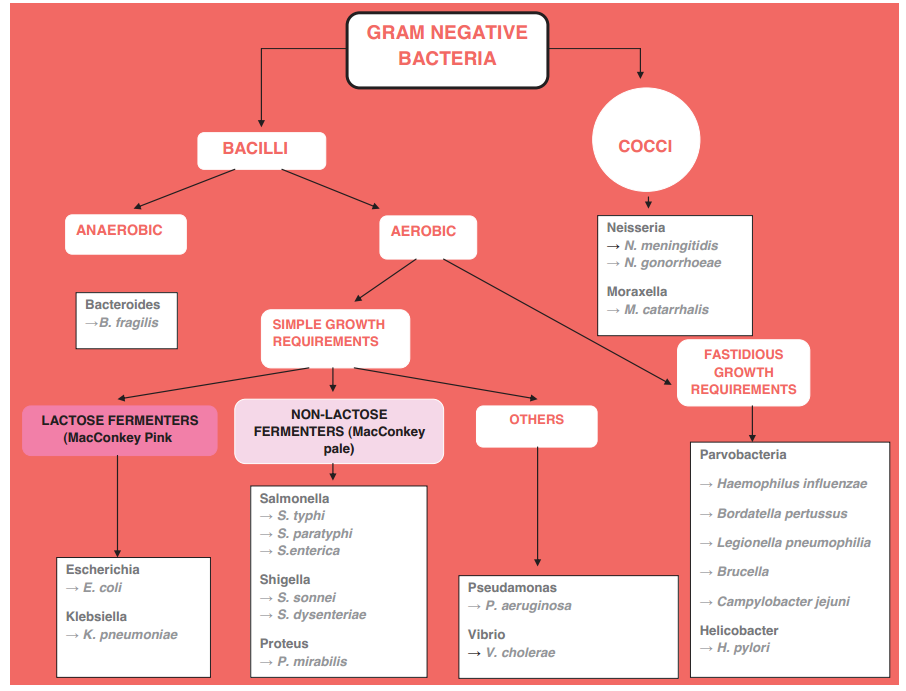 GRAM NEGATIVE
BACTERIA
BACILLI
COCCI
ANAEROBIC
AEROBIC
Neisseria
→ N. meningitidis
→ N. gonorrhoeae
Moraxella
→ M. catarrhalis
Bacteroides
→B. fragilis
SIMPLE GROWTH
REQUIREMENTS
FASTIDIOUS
GROWTH
REQUIREMENTS
LACTOSE FERMENTERS
(MacConkey Pink
NON-LACTOSE
FERMENTERS (MacConkey
pale)
OTHERS
Escherichia
→ E. coli
Klebsiella
→ K. pneumoniae
Salmonella
→ S. typhi
→ S. paratyphi
→ S.enterica
Shigella
→ S. sonnei
→ S. dysenteriae
Proteus
→ P. mirabilis
Pseudamonas
→ P. aeruginosa
Vibrio
→ V. cholerae
Parvobacteria
→ Haemophilus influenzae
→ Bordatella pertussus
→ Legionella pneumophilia
→ Brucella
→ Campylobacter jejuni
Helicobacter
→ H. pylori